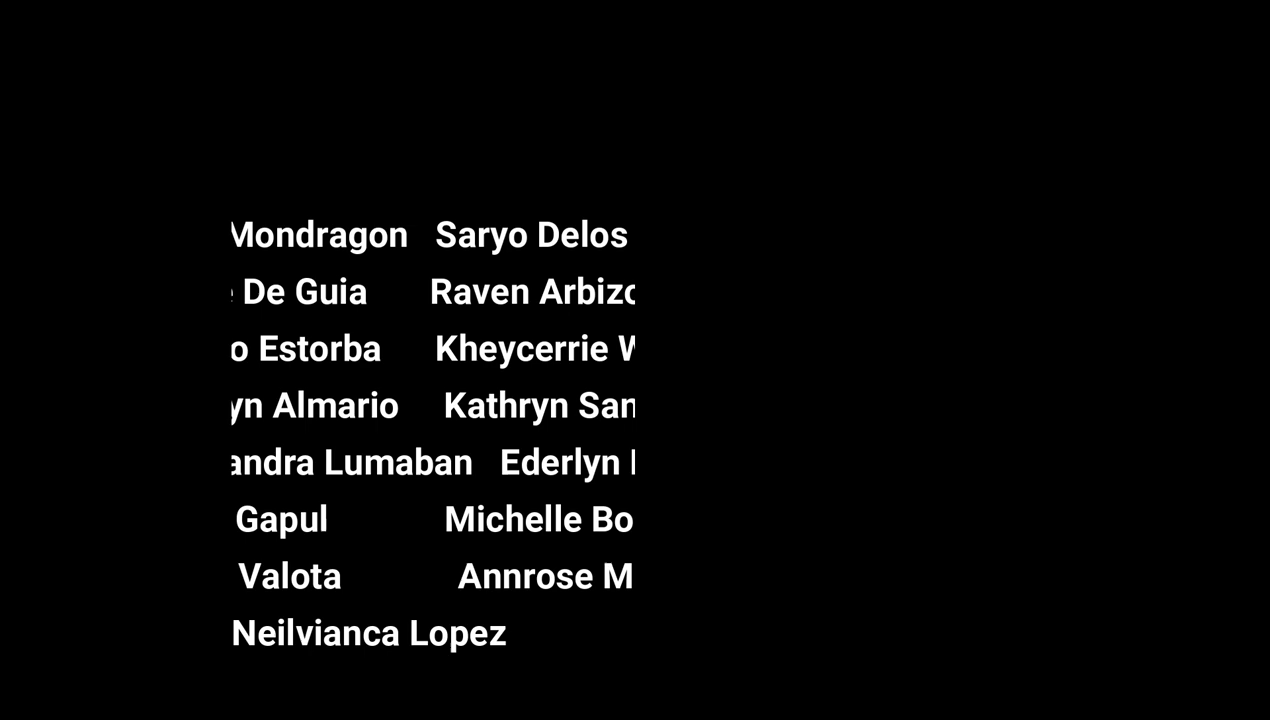 Mondragon Saryo Delos
De Guia Raven
Estorba Kheycerrie
Almario Kathryn
Lumaban Ederlyn
Gapul Michelle
Valota Annrose
Neilvianca Lopez